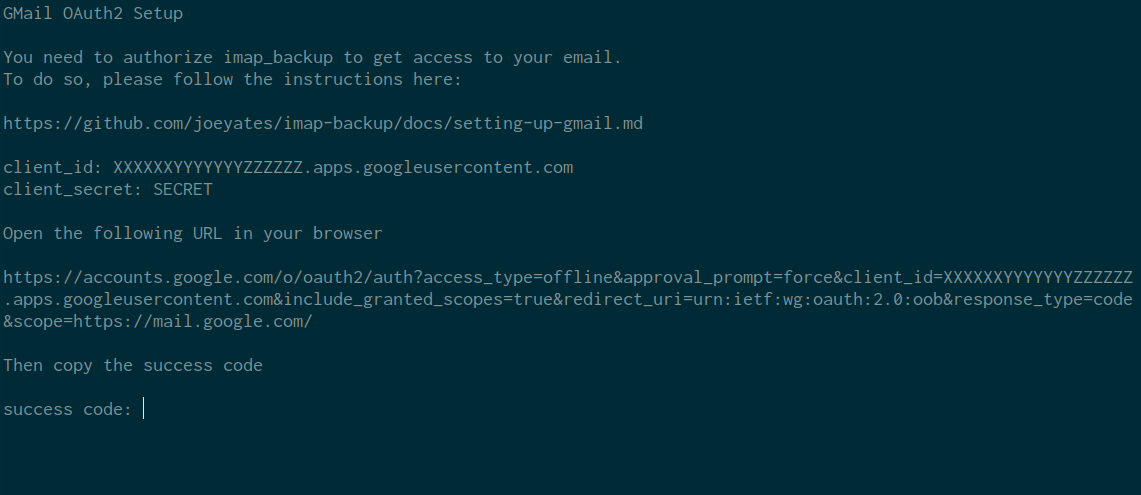 GMail OAuth2 Setup
You need to authorize imap_backup to get access to your email.
To do so, please follow the instructions here:
https://github.com/joeyates/imap-backup/docs/setting-up-gmail.md
client_id: XXXXXXYYYYYYYZZZZZZ.apps.googleusercontent.com
client_secret: SECRET
Open the following URL in your browser
https://accounts.google.com/o/oauth2/auth?access_type=offline&approval_prompt=force&client_id=XXXXXXYYYYYYYZZZZZZ
.apps.googleusercontent.com&include_granted_scopes=true&redirect_uri=urn:ietf:wg:oauth:2.0:oob&response_type=code
&scope=https://mail.google.com/
Then copy the success code
success code: